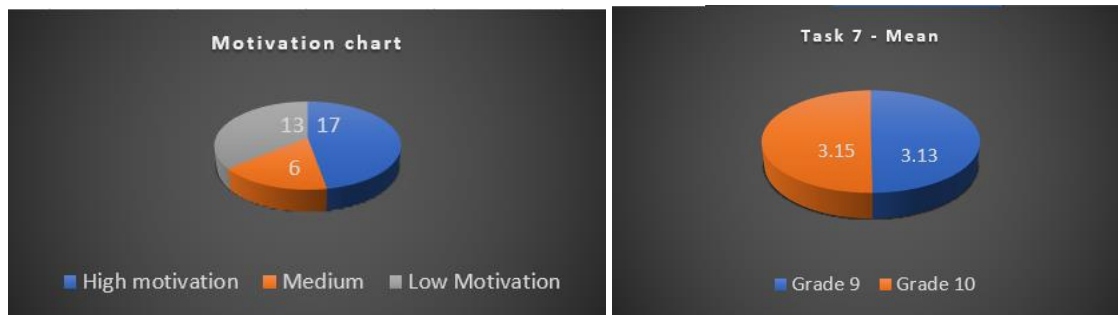 Motivation chart
13 17
6
High motivation Medium Low Motivation
Task 7 - Mean
3.15 3.13
Grade 9 Grade 10